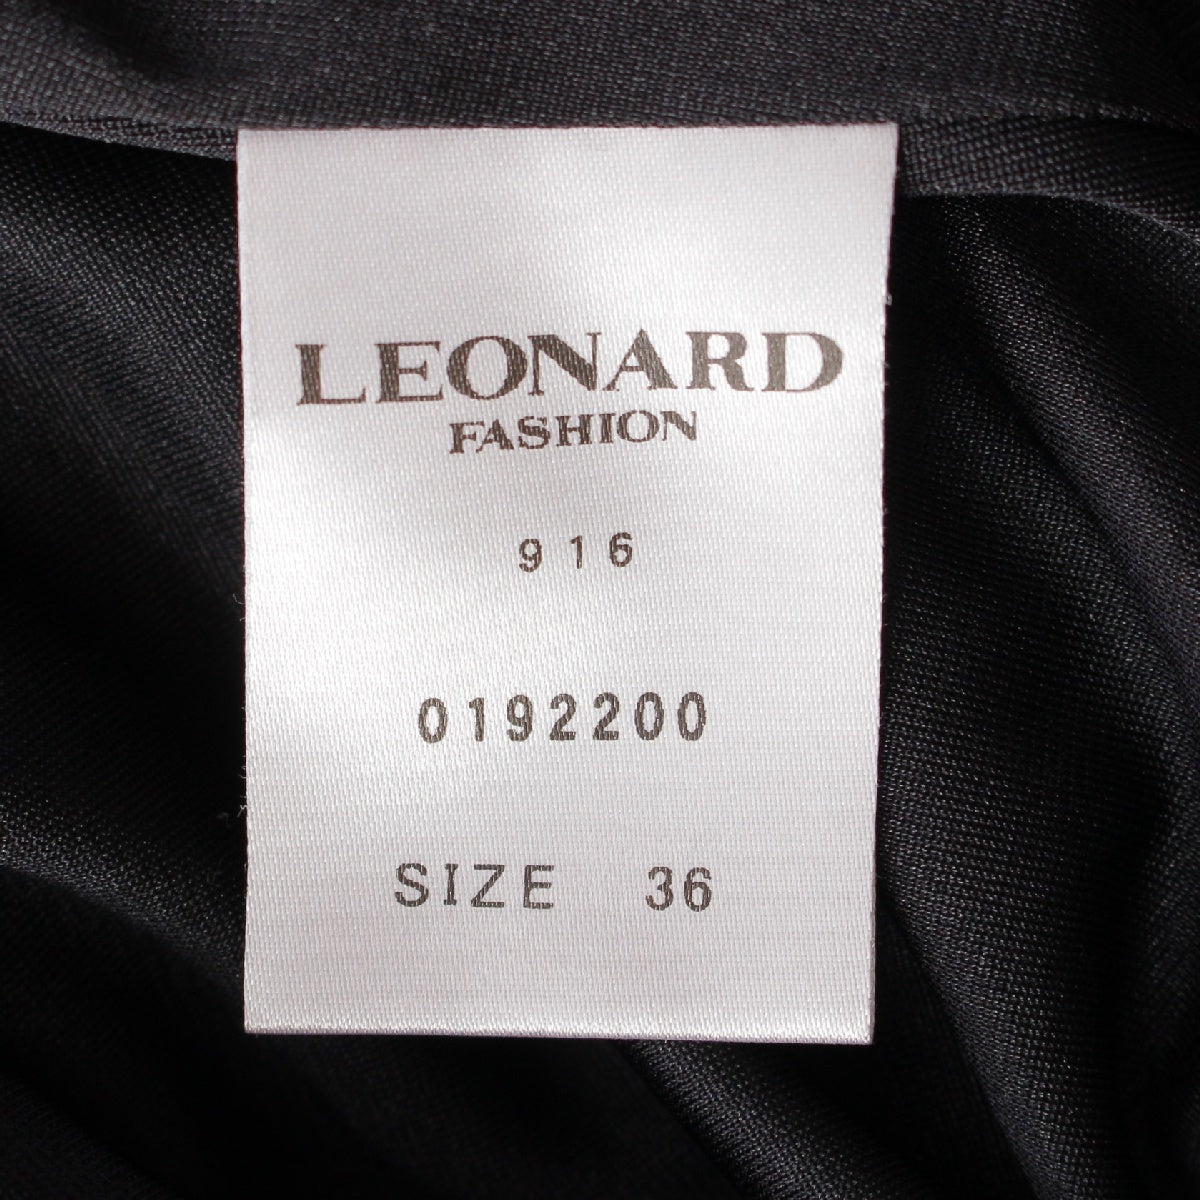 LEONARD
FASHION
916
0192200
SIZE 36